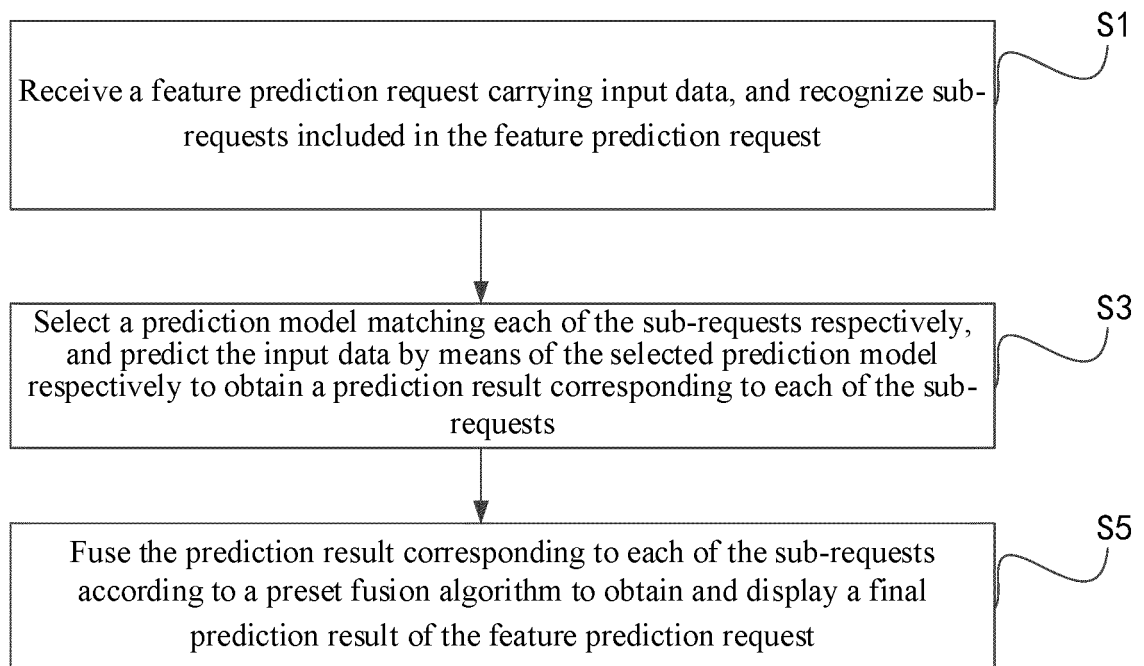 S1
Receive a feature prediction request carrying input data, and recognize sub-
requests included in the feature prediction request
S3
Select a prediction model matching each of the sub-requests respectively,
and predict the input data by means of the selected prediction model
respectively to obtain a prediction result corresponding to each of the sub-
requests
S5
Fuse the prediction result corresponding to each of the sub-requests
according to a preset fusion algorithm to obtain and display a final
prediction result of the feature prediction request